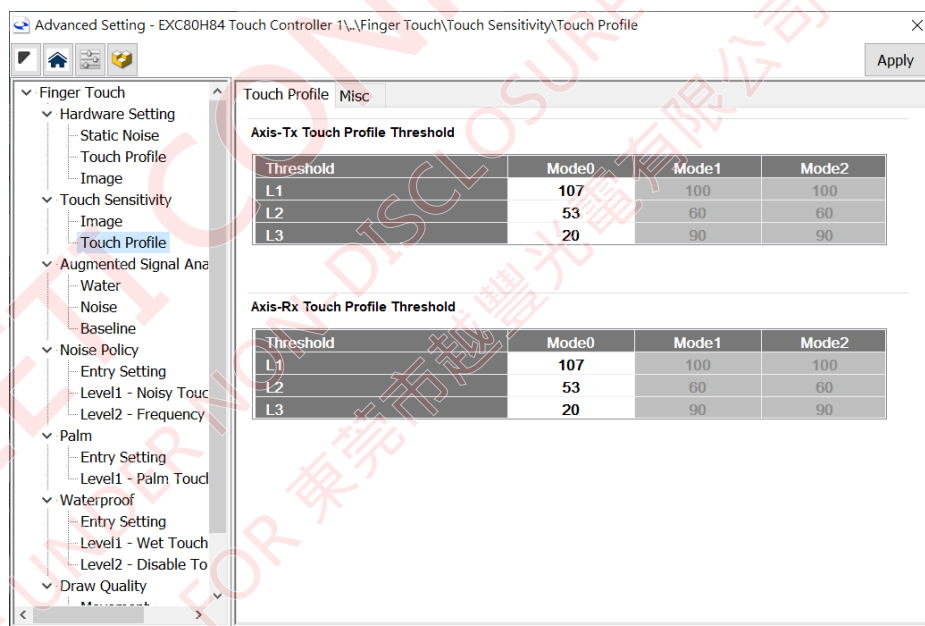 Advanced Setting - EXC80H84 Touch Controller 1\,.\Finger Touch\Touch Sensitivity\Touch Profile
Apply
Finger Touch
Hardware Setting
Static Noise
Touch Profile
Image
Touch Sensitivity
Image
Touch Profile
Augmented Signal Ana
Water
Noise
Baseline
Noise Policy
Entry Setting
Level1 - Noisy Touc
Level2 - Frequency
Palm
Entry Setting
Level1 - Palm Toucl
Waterproof
Entry Setting
Level1 - Wet Touch
Level2 - Disable To
Draw Quality
Touch Profile Misc
Axis-Tx Touch Profile Threshold
Threshold Mode0 Mode1 Mode2
L1 107 100 100
L2 53 60 60
L3 20 90 90
Axis-Rx Touch Profile Threshold
Threshold Mode0 Mode1 Mode2
L1 107 100 100
L2 53 60 60
L3 20 90 90
UNDER NON-DISCLOSURE
FOR 東莞市越豐光電有限公司